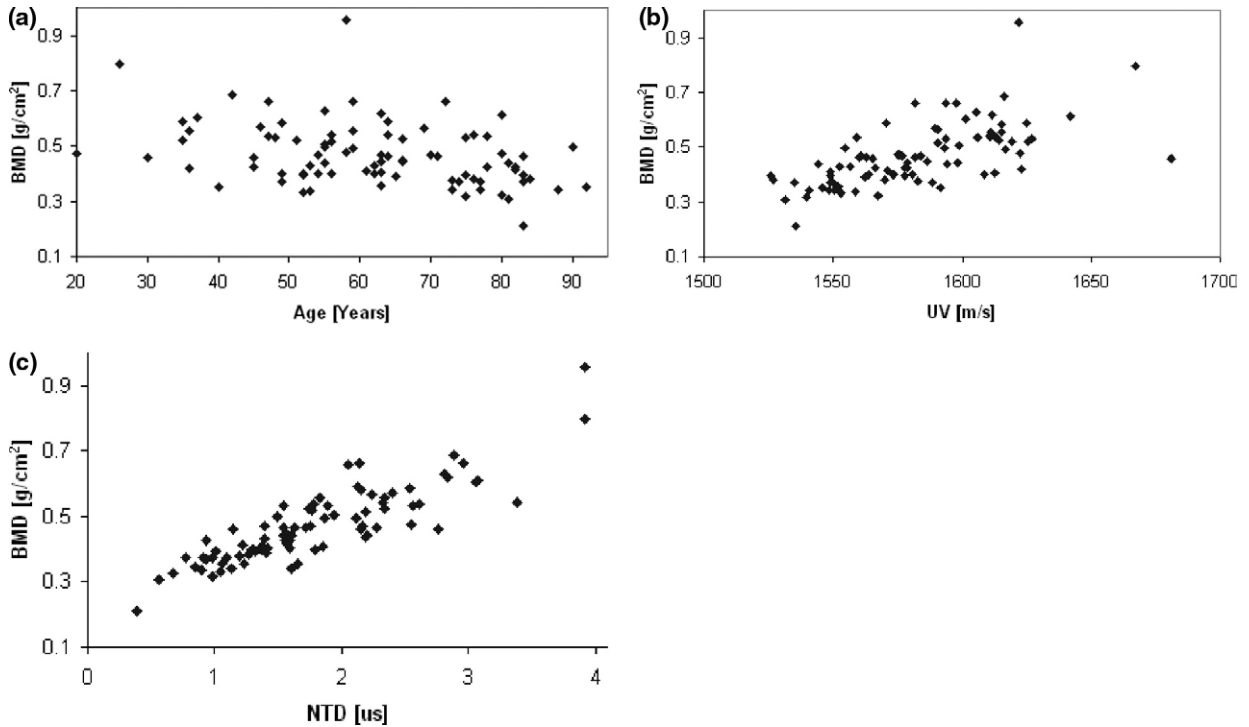 (a)
0.9
0.7
0.5
0.3
0.1
BMD [g/cm²]
20 30 40 50 60 70 80 90
Age [Years]
(b)
0.9
0.7
0.5
0.3
0.1
BMD [g/cm²]
1500 1550 1600 1650 1700
UV [m/s]
(c)
0.9
0.7
0.5
0.3
0.1
BMD [g/cm²]
0 1 2 3 4
NTD [us]